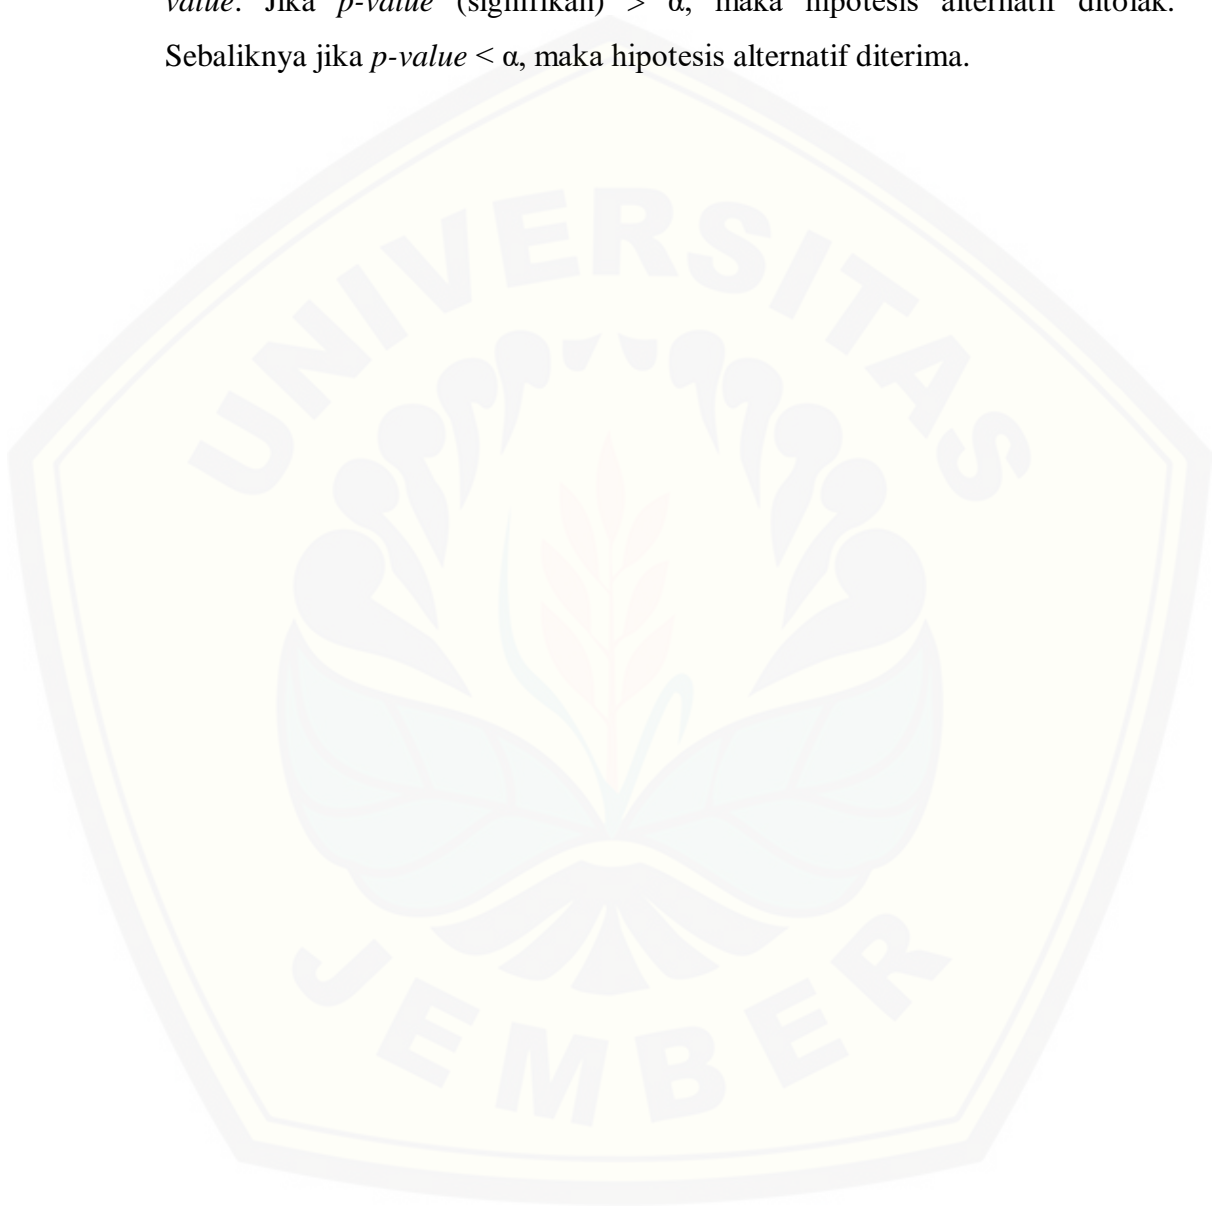 value. Jika p-value (signifikan) > α, maka hipotesis alternatif ditolak.
Sebaliknya jika p-value < α, maka hipotesis alternatif diterima.
UNIVERSITAS
JEMBER